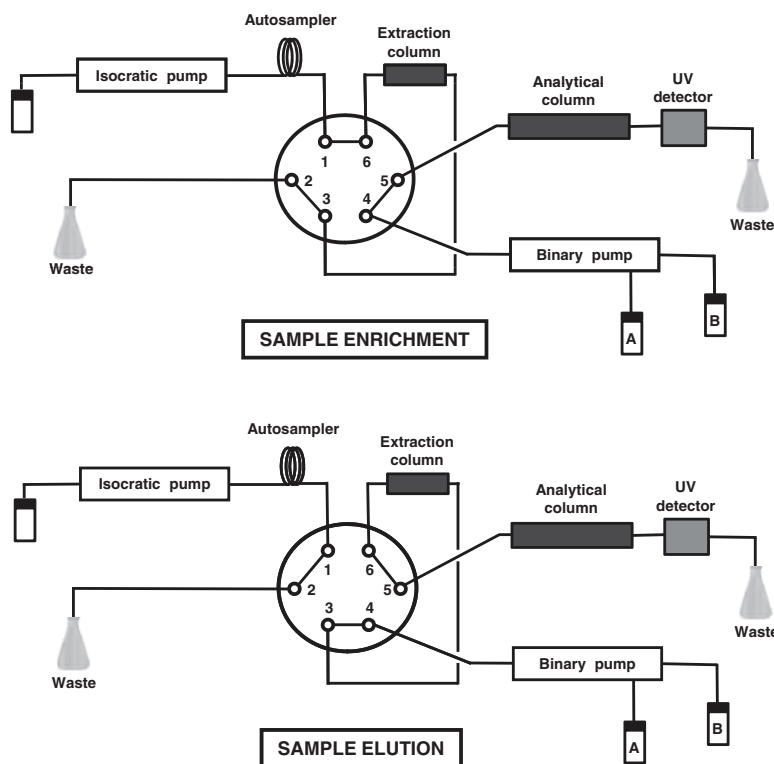 Autosampler
Extraction
column
Isocratic pump
Analytical
column
UV
detector
1
6
2
5
3
4
Waste
Waste
Binary pump
A
B
SAMPLE ENRICHMENT
Autosampler
Extraction
column
Isocratic pump
Analytical
column
UV
detector
1
6
2
5
3
4
Waste
Waste
Binary pump
A
B
SAMPLE ELUTION